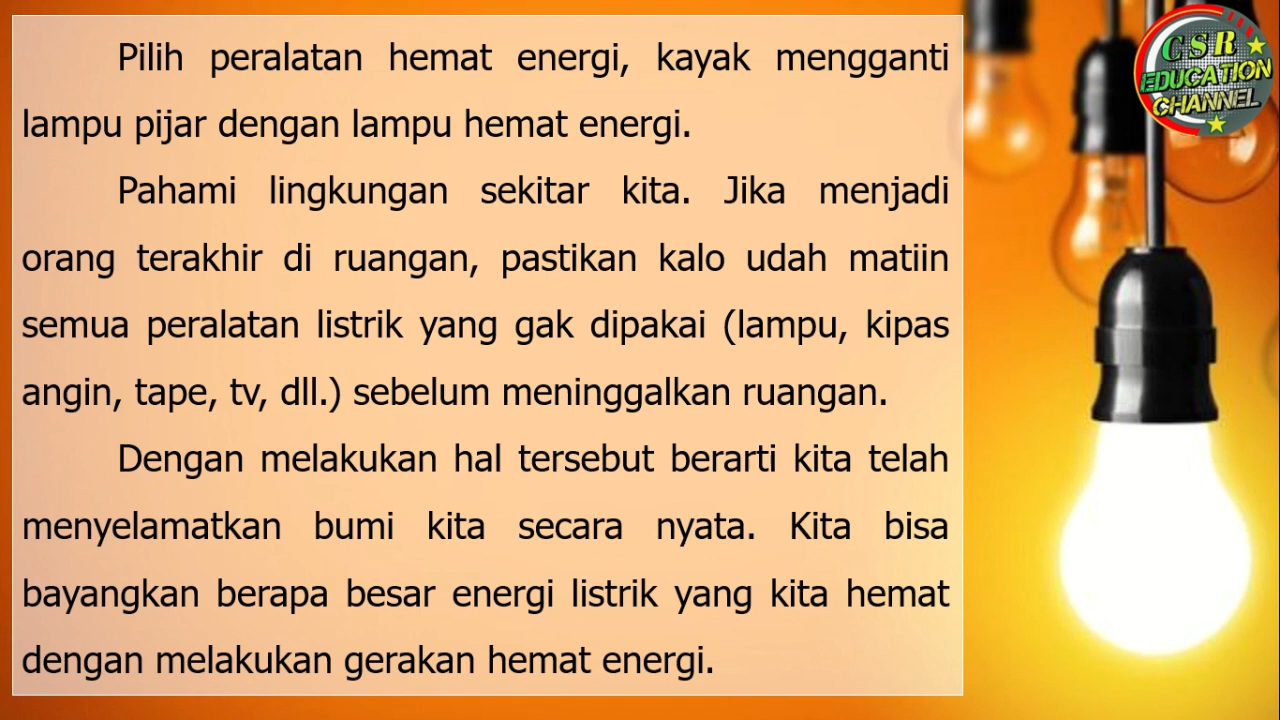 Pilih peralatan hemat energi, kayak mengganti
lampu pijar dengan lampu hemat energi.
Pahami lingkungan sekitar kita. Jika menjadi
orang terakhir di ruangan, pastikan kalo udah matiin
semua peralatan listrik yang gak dipakai (lampu, kipas
angin, tape, tv, dll.) sebelum meninggalkan ruangan.
Dengan melakukan hal tersebut berarti kita telah
menyelamatkan bumi kita secara nyata. Kita bisa
bayangkan berapa besar energi listrik yang kita hemat
dengan melakukan gerakan hemat energi.
CSR
EDUCATION
CHANNEL